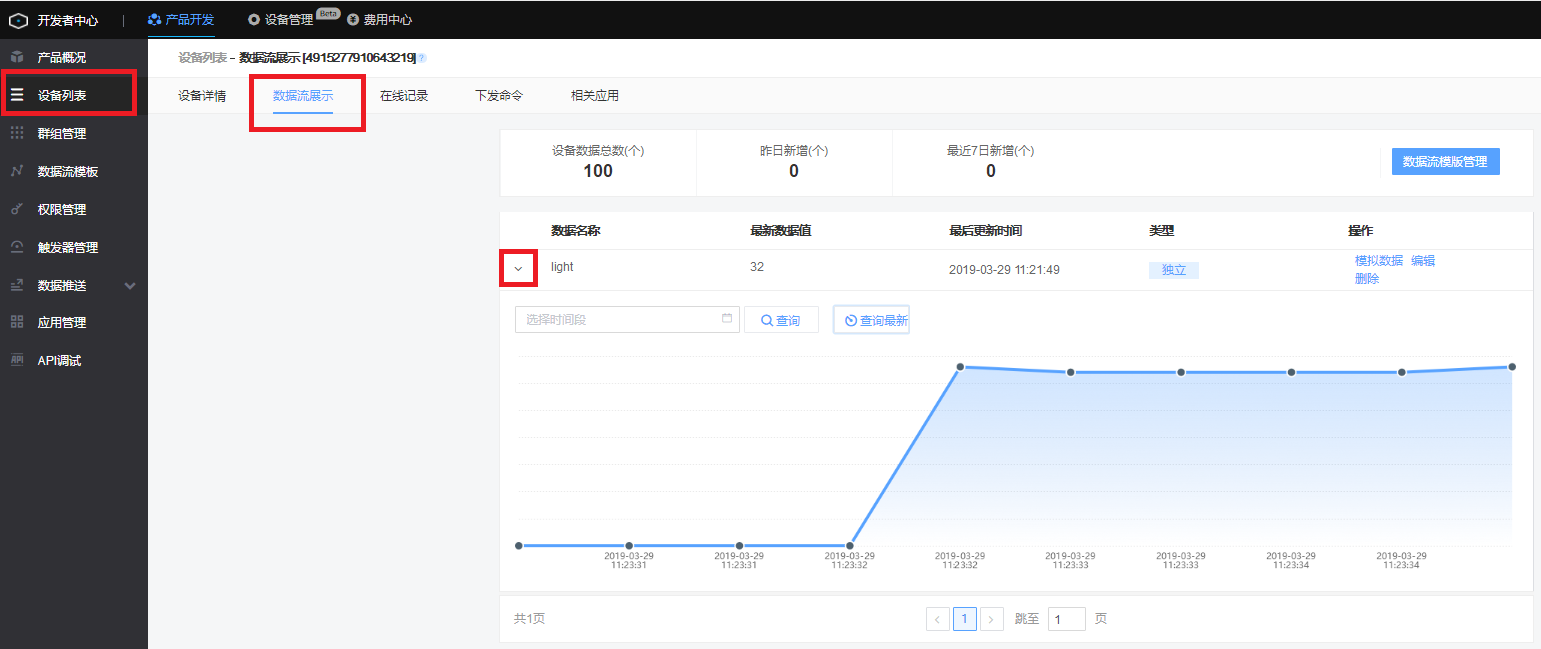 开发者中心
产品开发
设备管理
Beta
费用中心
产品概况
设备列表
群组管理
数据流模板
权限管理
触发器管理
数据推送
应用管理
API
API调试
设备列表 - 数据流展示 [4915277910643219] ?
设备详情
数据流展示
在线记录
下发命令
相关应用
设备数据总数(个)
100
昨日新增(个)
0
最近7日新增(个)
0
数据流模版管理
数据名称
最新数据值
最后更新时间
类型
操作
light
32
2019-03-29 11:21:49
独立
模拟数据 编辑
删除
选择时间段
查询
查询最新
2019-03-29
11:23:31
2019-03-29
11:23:31
2019-03-29
11:23:32
2019-03-29
11:23:32
2019-03-29
11:23:33
2019-03-29
11:23:33
2019-03-29
11:23:34
2019-03-29
11:23:34
共1页
1
跳至
1
页